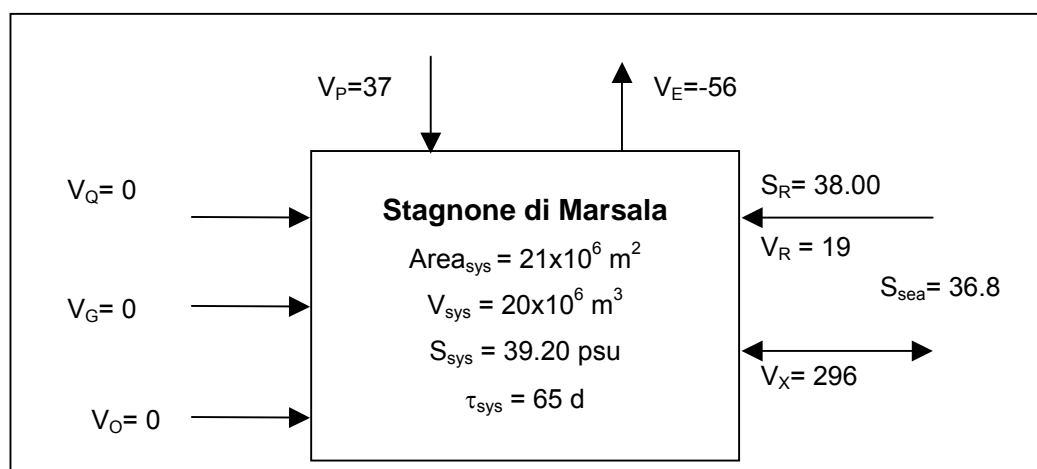 V_P=37
V_E=-56
V_Q= 0
S_R= 38.00
Stagnone di Marsala
V_R = 19
Area_sys = 21x10^6 m^2
S_sea= 36.8
V_G= 0
V_sys = 20x10^6 m^3
S_sys = 39.20 psu
V_X= 296
τ_sys = 65 d
V_O= 0